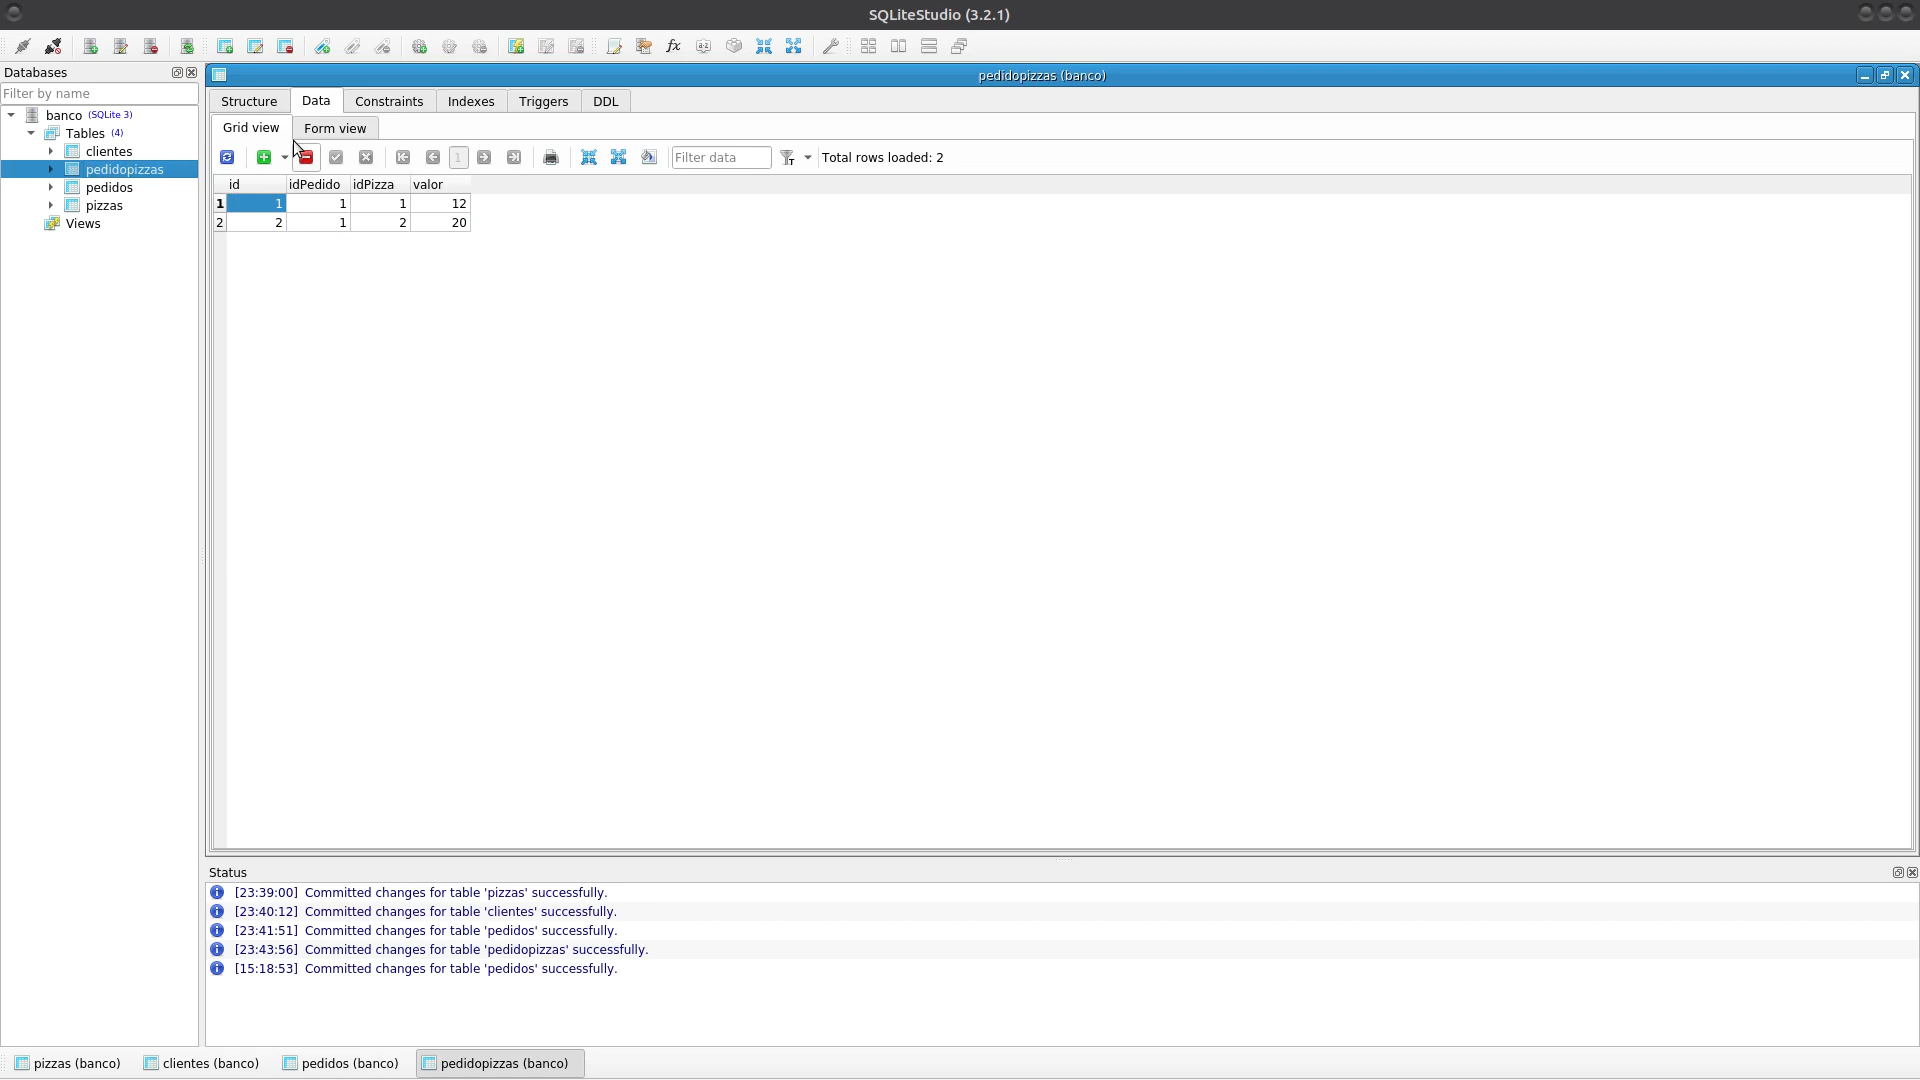 SQLiteStudio (3.2.1)
Databases
Filter by name
banco (SQLite 3)
Tables (4)
clientes
pedidopizzas
pedidos
pizzas
Views
pedidopizzas (banco)
Structure Data Constraints Indexes Triggers DDL
Grid view Form view
1 Filter data Total rows loaded: 2
id idPedido idPizza valor
1 1 1 1 12
2 2 1 2 20
Status
[23:39:00] Committed changes for table 'pizzas' successfully.
[23:40:12] Committed changes for table 'clientes' successfully.
[23:41:51] Committed changes for table 'pedidos' successfully.
[23:43:56] Committed changes for table 'pedidopizzas' successfully.
[15:18:53] Committed changes for table 'pedidos' successfully.
pizzas (banco) clientes (banco) pedidos (banco) pedidopizzas (banco)